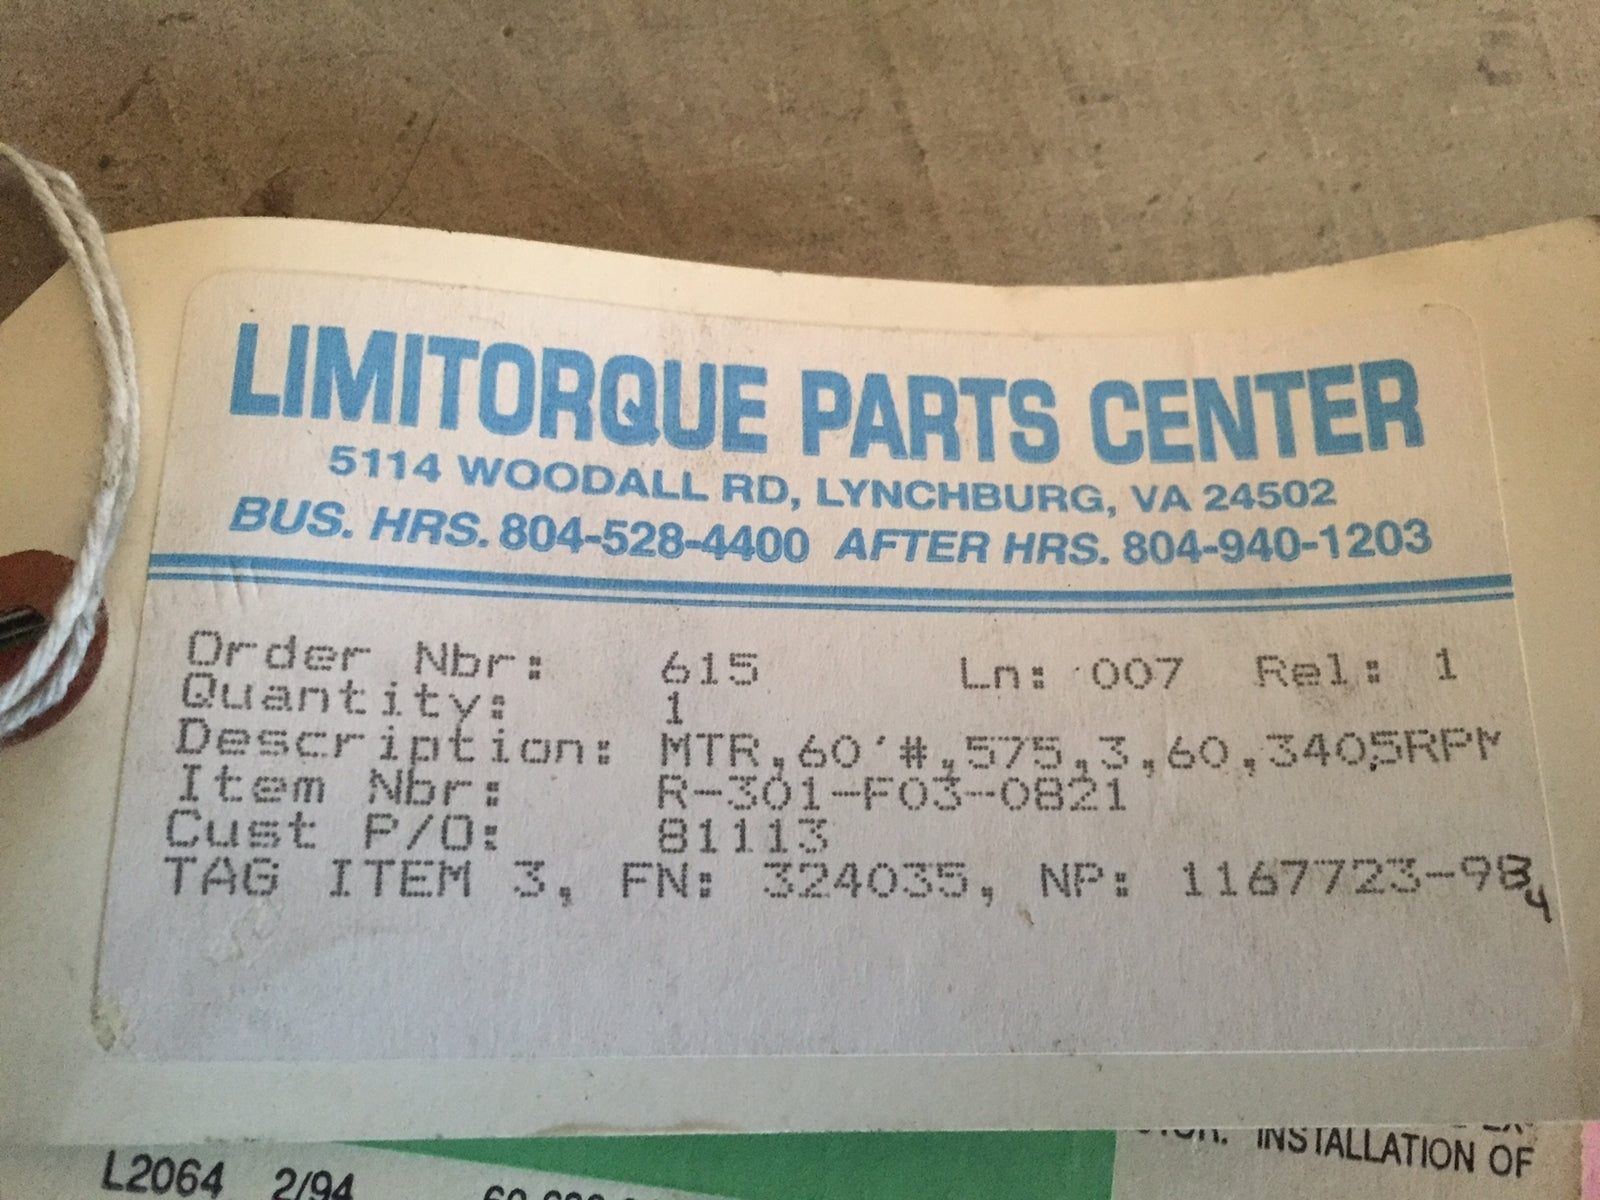 LIMITORQUE PARTS CENTER
5114 WOODALL RD, LYNCHBURG, VA 24502
BUS. HRS. 804-528-4400 AFTER HRS. 804-940-1203
Order Nbr: 615 Ln: 007 Rel: 1
Quantity: 1
Description: MTR,60'#,575,3,60,3405RPM
Item Nbr: R-301-F03-0821
Cust P/O: 81113
TAG ITEM 3, FN: 324035, NP: 1167723-98
4
INSTALLATION OF
L2064 2/94